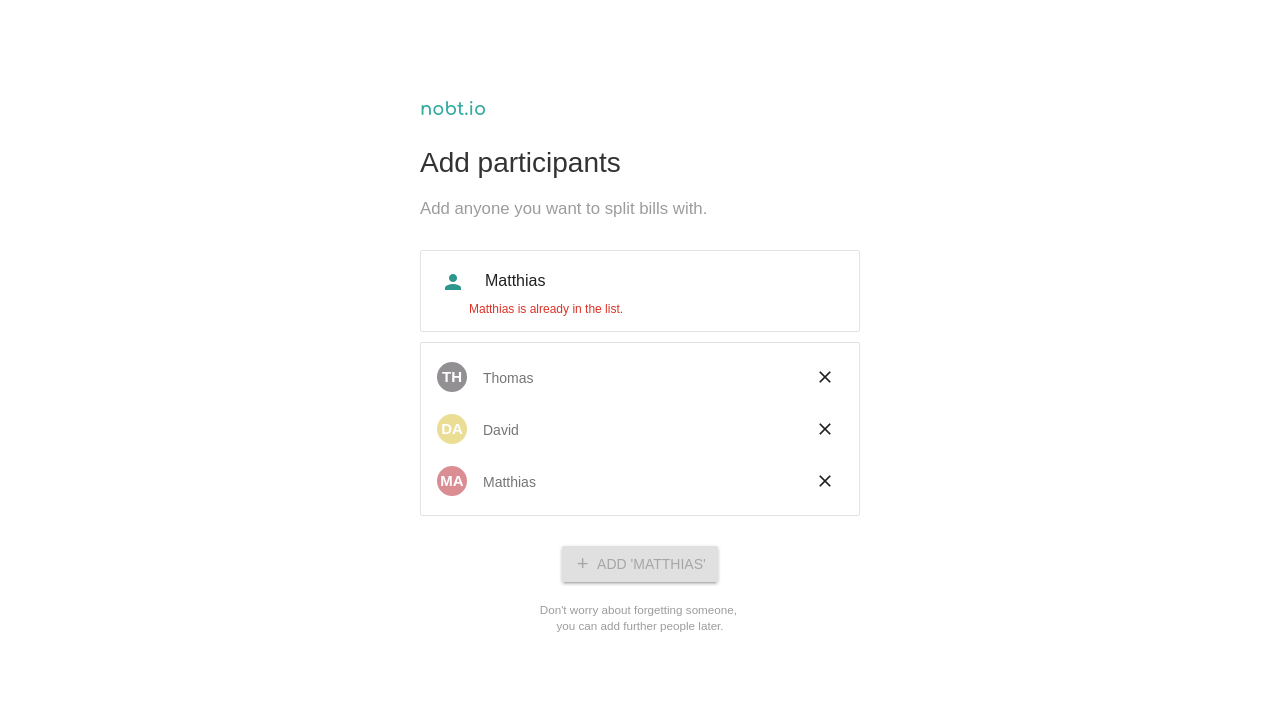 nobt.io
Add participants
Add anyone you want to split bills with.
Matthias
Matthias is already in the list.
TH Thomas
DA David
MA Matthias
+ ADD 'MATTHIAS'
Don't worry about forgetting someone,
you can add further people later.